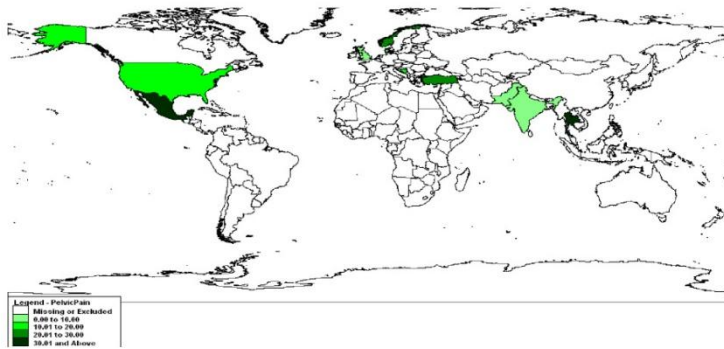 Legend - PelvicPain
Missing or Excluded
0.00 to 10.00
10.01 to 20.00
20.01 to 30.00
30.01 and Above